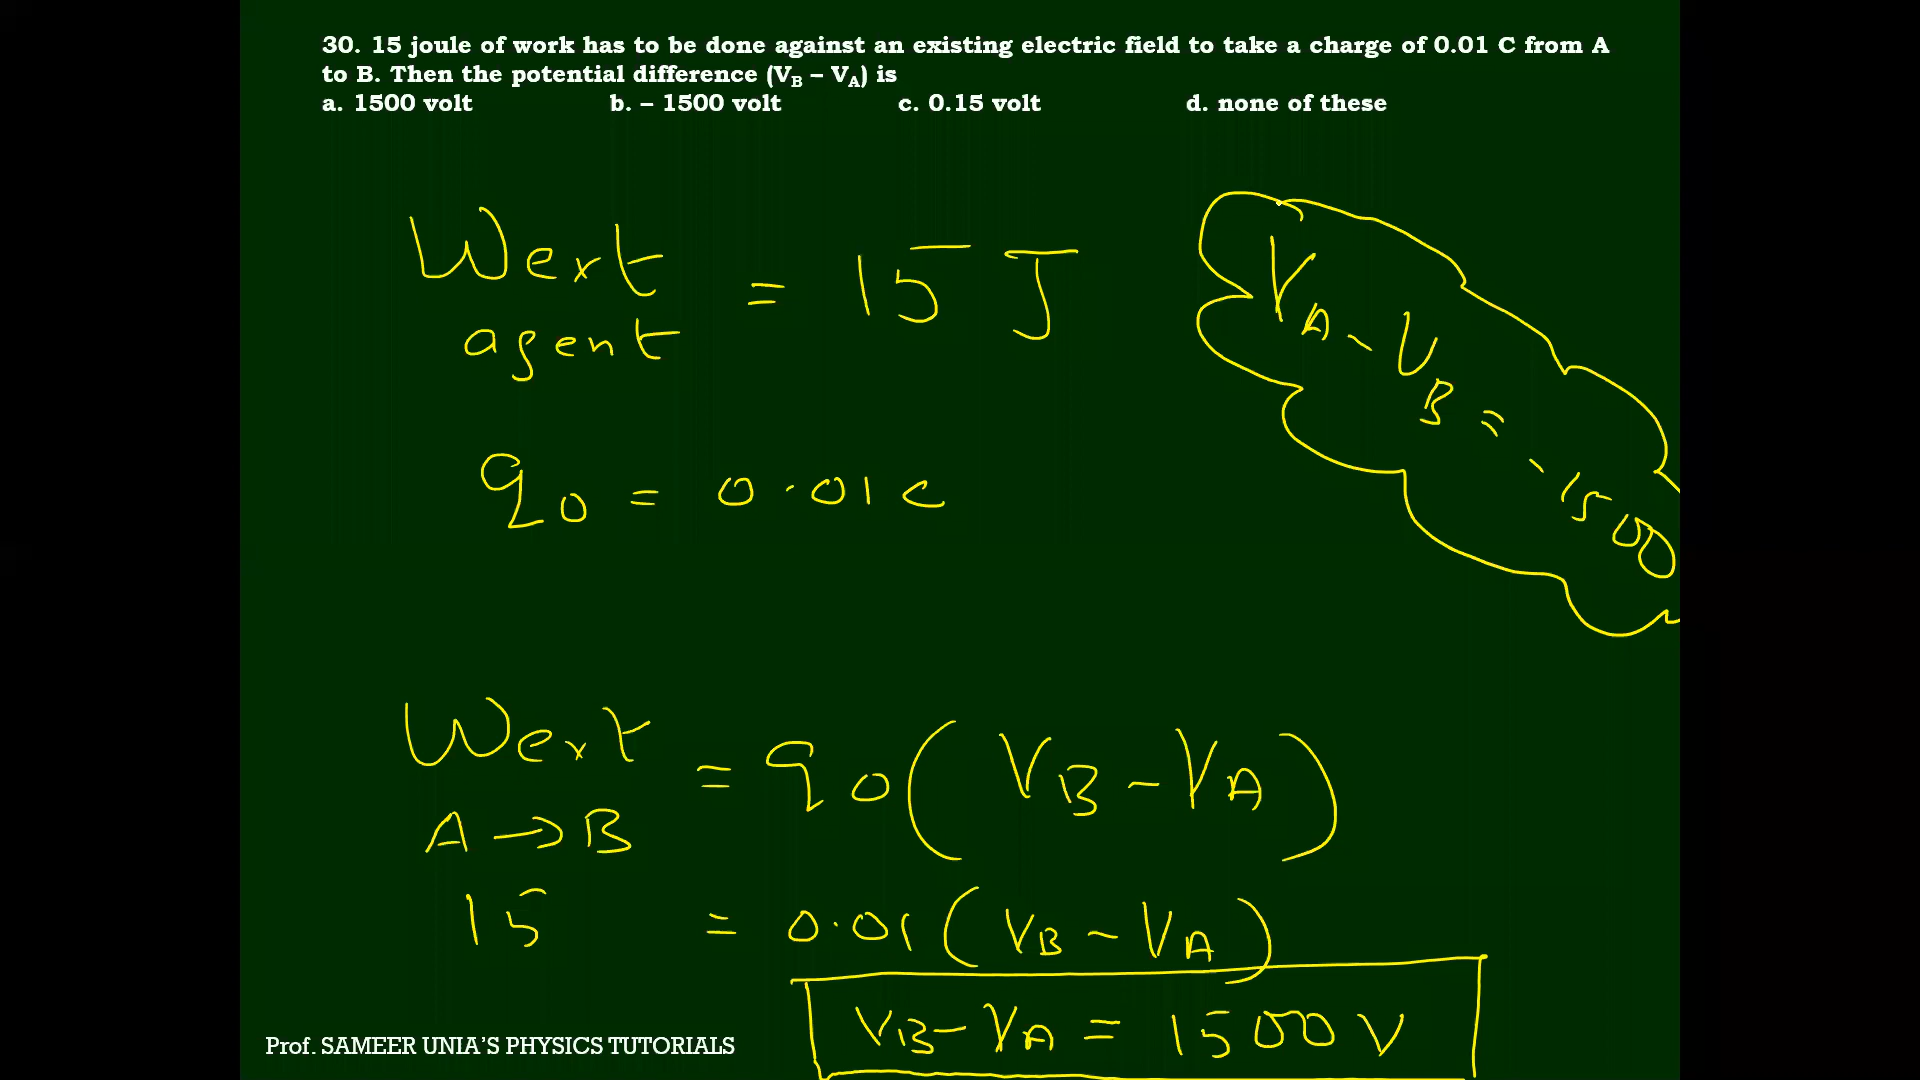 30. 15 joule of work has to be done against an existing electric field to take a charge of 0.01 C from A
to B. Then the potential difference (V_B – V_A) is
a. 1500 volt b. – 1500 volt c. 0.15 volt d. none of these
Wext
agent = 15 J
V_A - V_B = -1500
q_0 = 0.01 C
Wext = q_0 (V_B - V_A)
A → B
15 = 0.01 (V_B - V_A)
V_B - V_A = 1500 V
Prof. SAMEER UNIA'S PHYSICS TUTORIALS